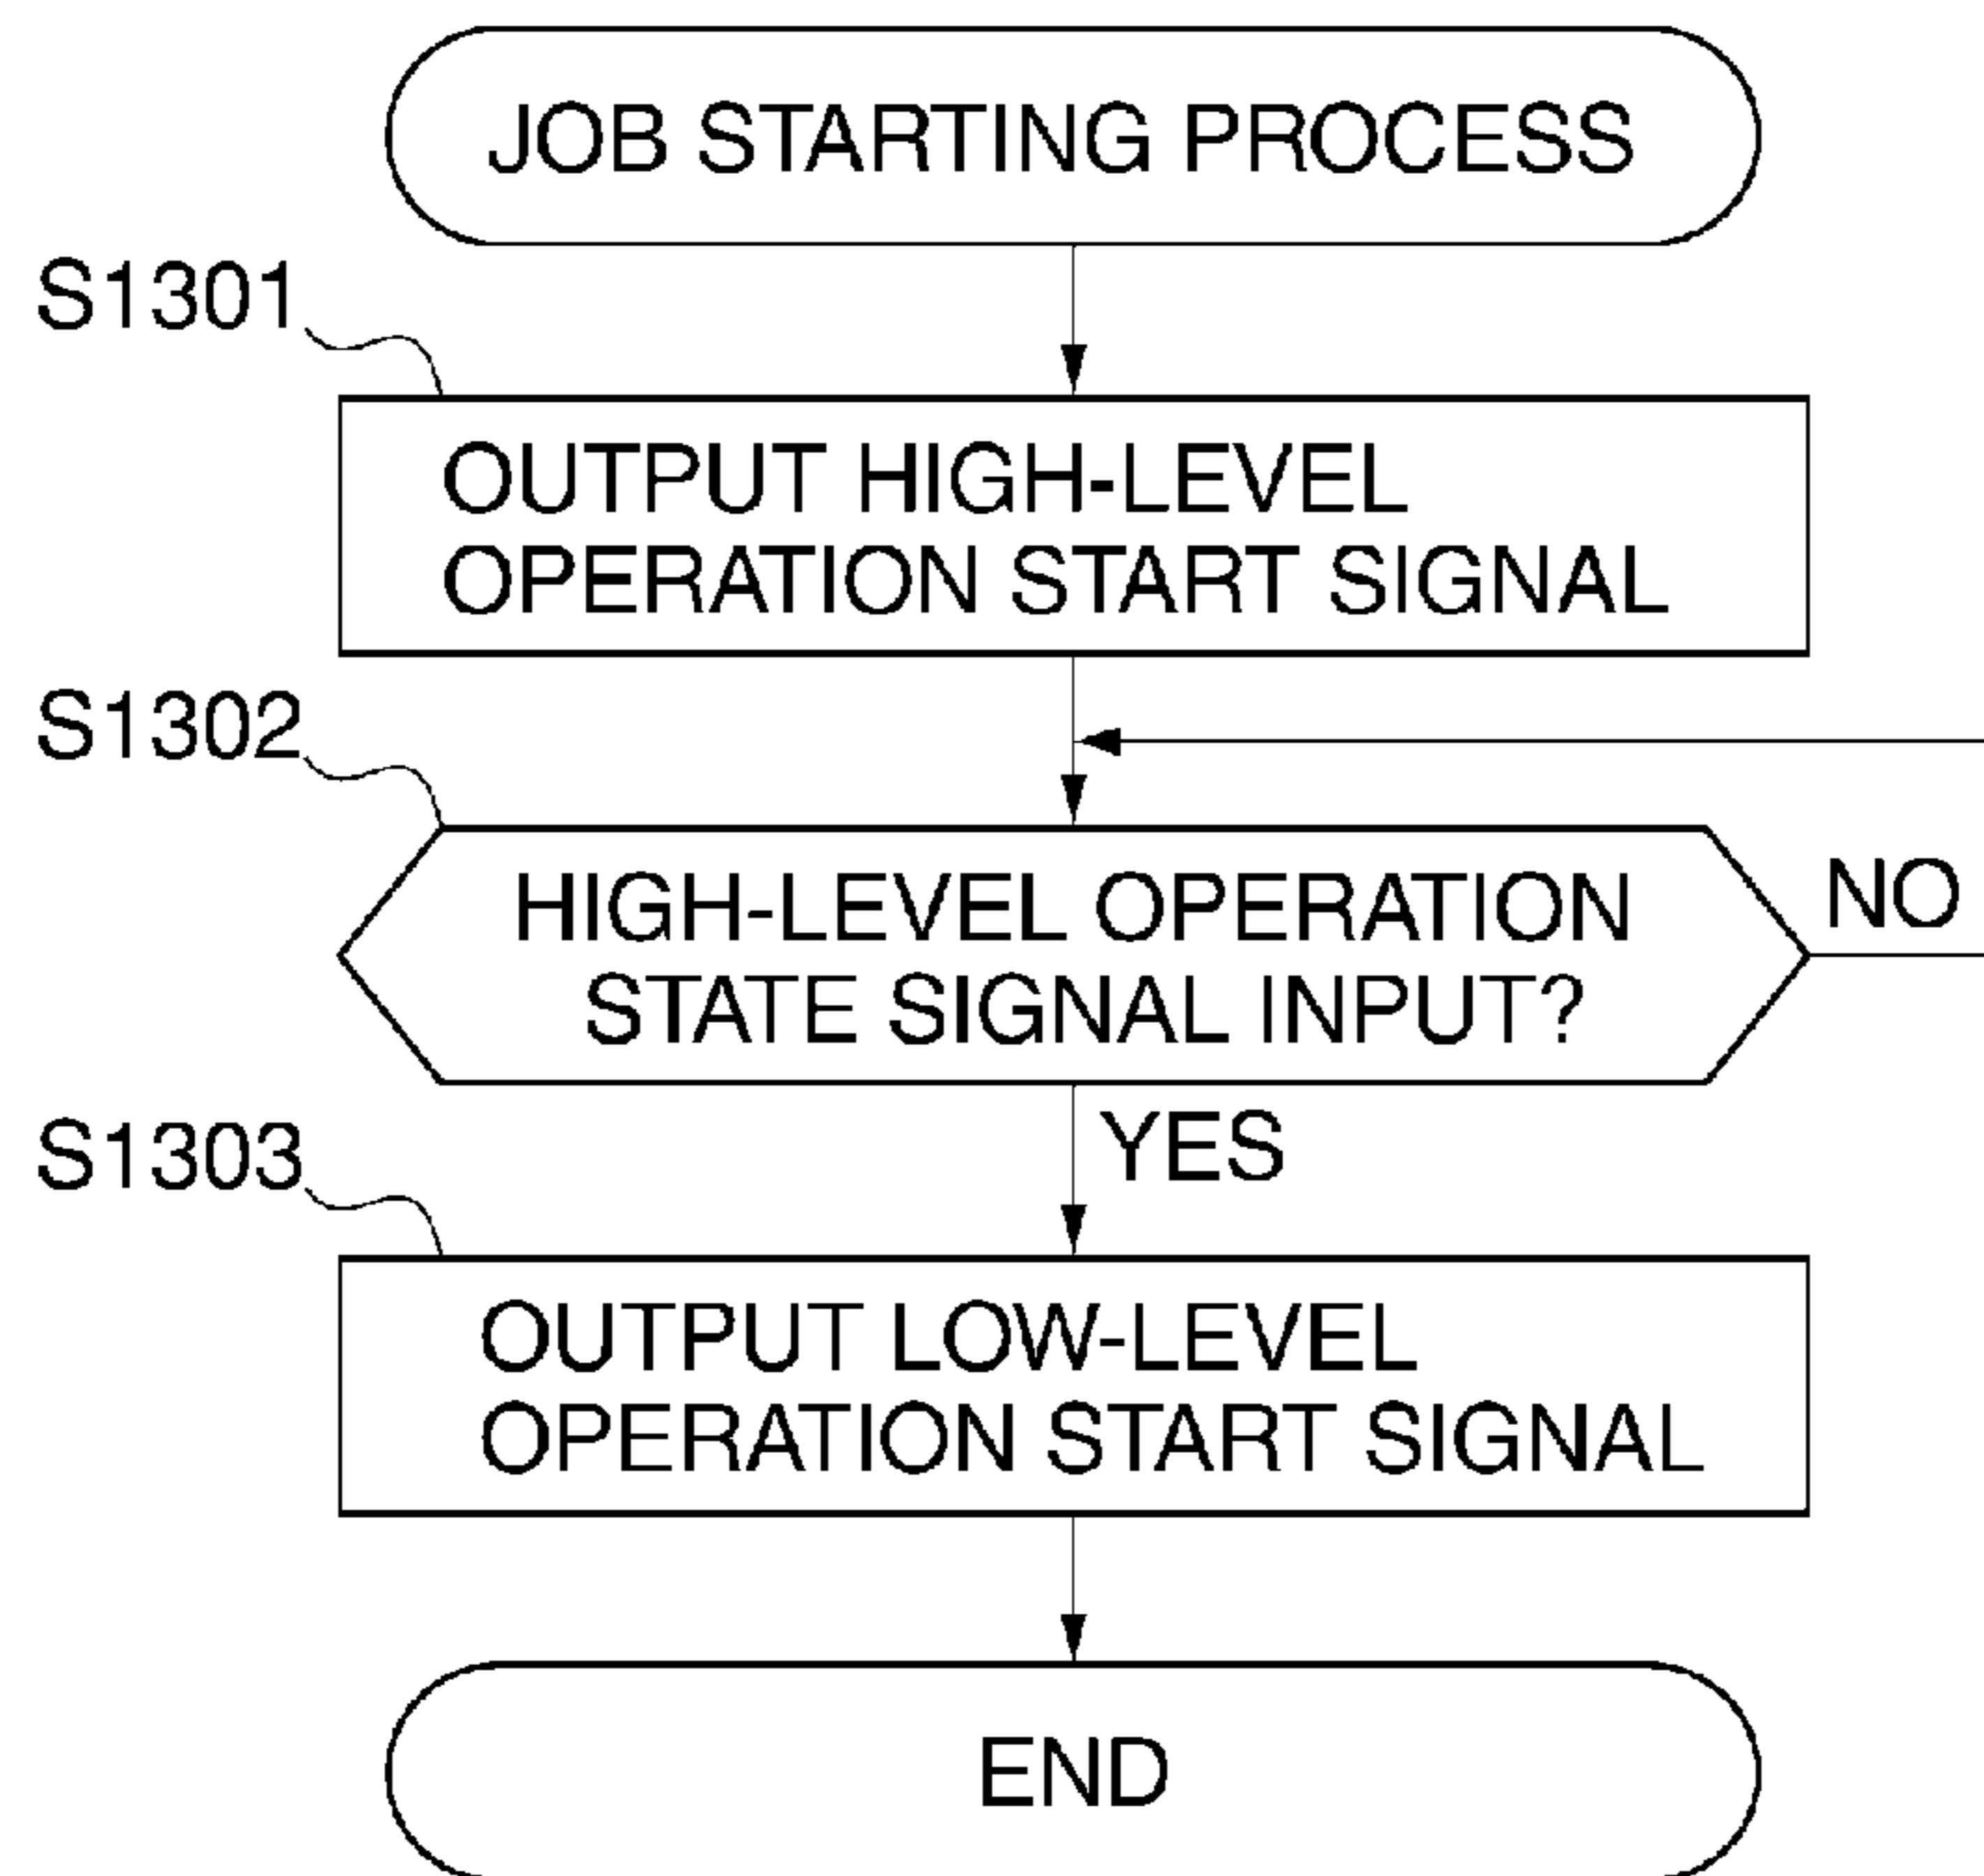 JOB STARTING PROCESS
S1301
OUTPUT HIGH-LEVEL
OPERATION START SIGNAL
S1302
HIGH-LEVEL OPERATION
STATE SIGNAL INPUT?
NO
YES
S1303
OUTPUT LOW-LEVEL
OPERATION START SIGNAL
END